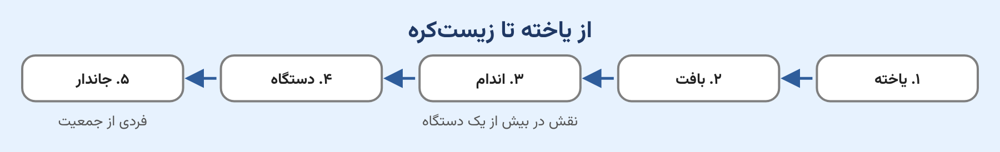 از یاخته تا زیست‌کره
۱. یاخته
۲. بافت
۳. اندام
۴. دستگاه
۵. جاندار
نقش در بیش از یک دستگاه
فردی از جمعیت